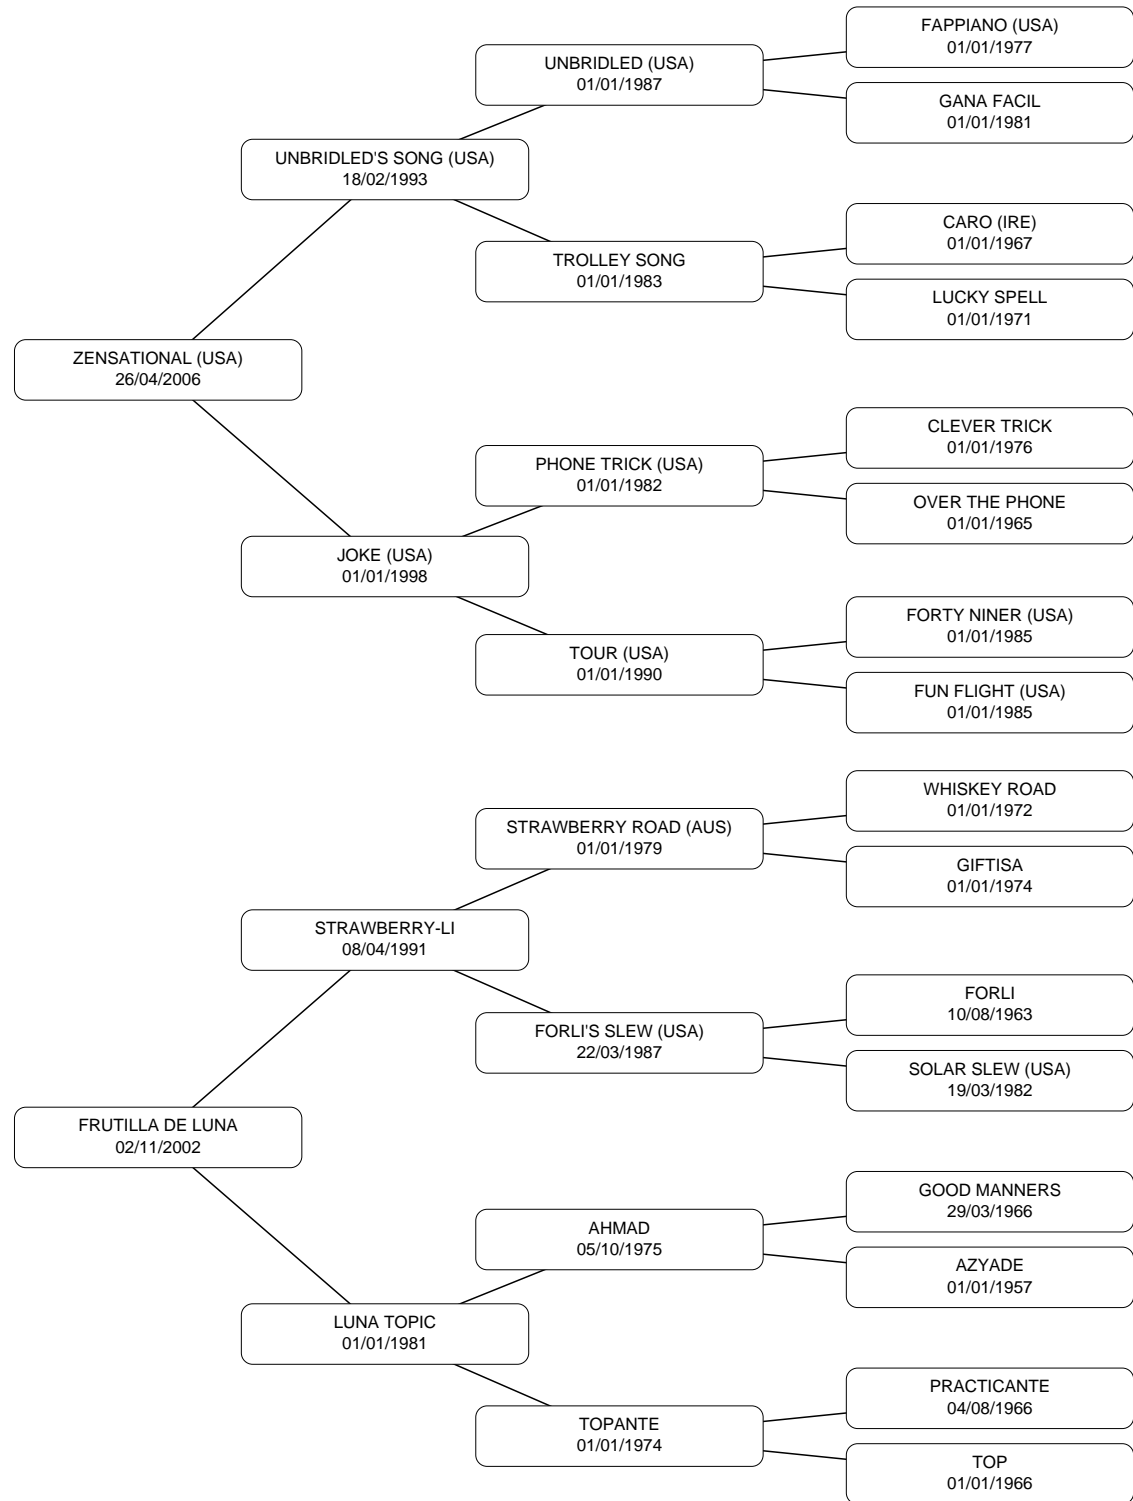 FAPPIANO (USA)
01/01/1977
UNBRIDLED (USA)
01/01/1987
GANA FACIL
01/01/1981
UNBRIDLED'S SONG (USA)
18/02/1993
CARO (IRE)
01/01/1967
TROLLEY SONG
01/01/1983
LUCKY SPELL
01/01/1971
ZENSATIONAL (USA)
26/04/2006
CLEVER TRICK
01/01/1976
PHONE TRICK (USA)
01/01/1982
OVER THE PHONE
01/01/1965
JOKE (USA)
01/01/1998
FORTY NINER (USA)
01/01/1985
TOUR (USA)
01/01/1990
FUN FLIGHT (USA)
01/01/1985
WHISKEY ROAD
01/01/1972
STRAWBERRY ROAD (AUS)
01/01/1979
GIFTISA
01/01/1974
STRAWBERRY-LI
08/04/1991
FORLI
10/08/1963
FORLI'S SLEW (USA)
22/03/1987
SOLAR SLEW (USA)
19/03/1982
FRUTILLA DE LUNA
02/11/2002
GOOD MANNERS
29/03/1966
AHMAD
05/10/1975
AZYADE
01/01/1957
LUNA TOPIC
01/01/1981
PRACTICANTE
04/08/1966
TOPANTE
01/01/1974
TOP
01/01/1966